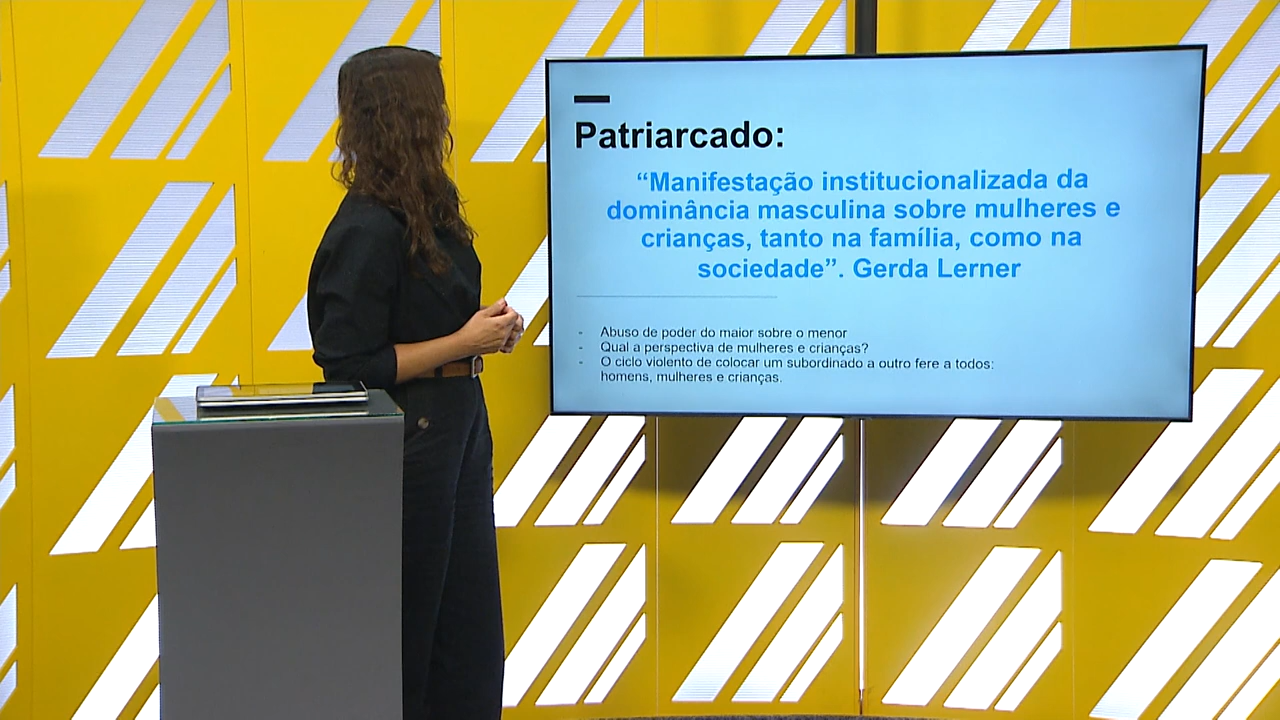 Patriarcado:
“Manifestação institucionalizada da
dominância masculina sobre mulheres e
crianças, tanto na família, como na
sociedade”. Gerda Lerner
- Abuso de poder do maior sobre o menor
- Qual a perspectiva de mulheres e crianças?
- O ciclo violento de colocar um subordinado a outro fere a todos:
homens, mulheres e crianças.